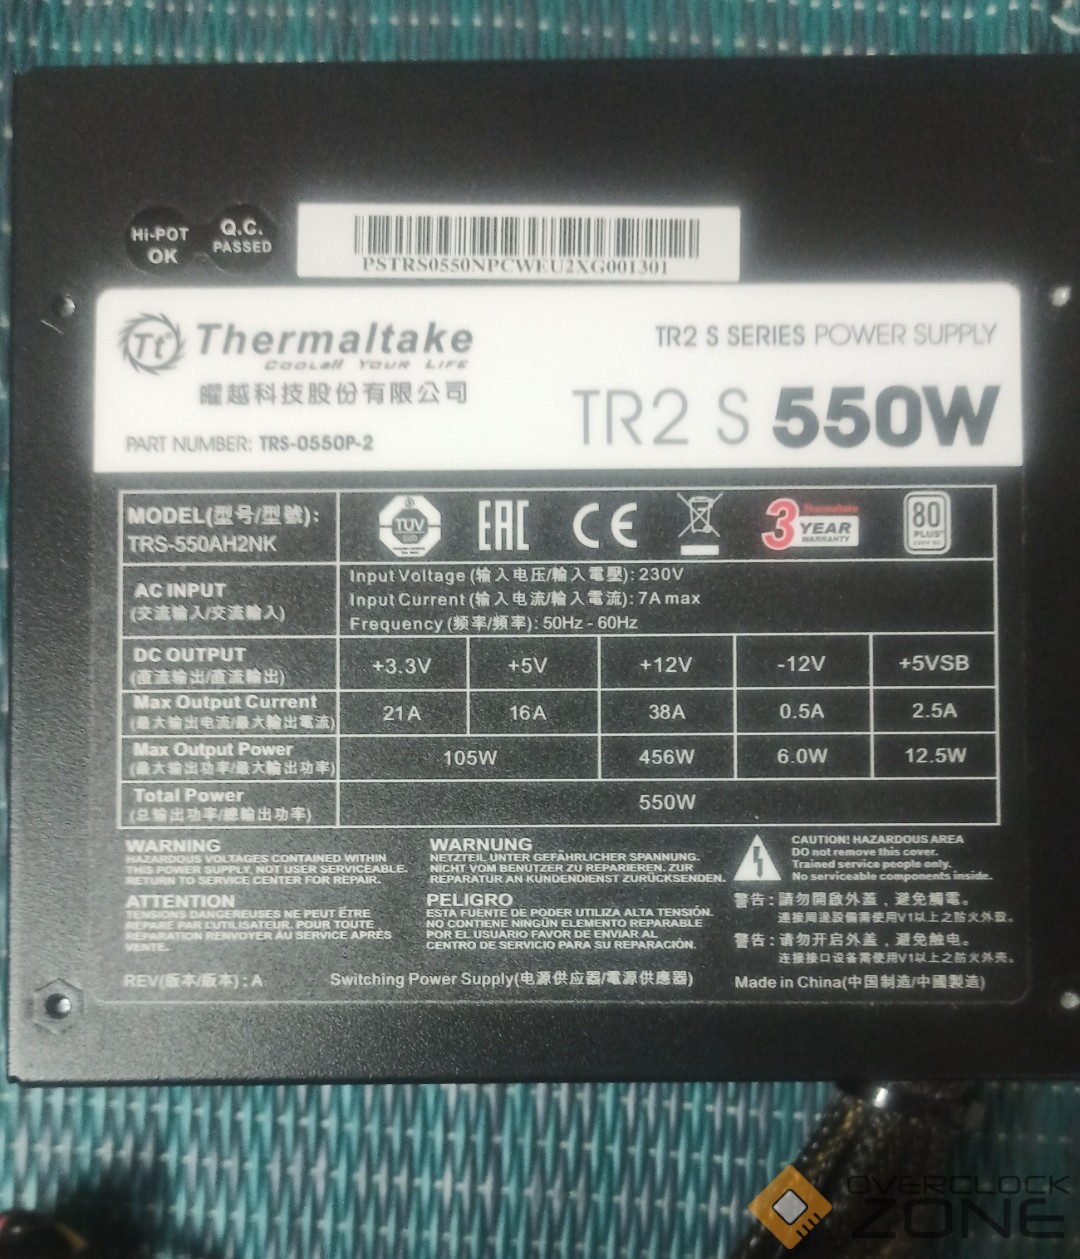 Hi-POT
OK
Q.C.
PASSED
PSTRS0550NPCWEU2XG001301
Tt Thermaltake
COOLall YOUR LIFE
曜越科技股份有限公司
PART NUMBER: TRS-0550P-2
TR2 S SERIES POWER SUPPLY
TR2 S 550W
MODEL(型号/型號):
TRS-550AH2NK
TUV
SUD
EAC
CE
Thermaltake
3 YEAR
WARRANTY
80
PLUS
AC INPUT
(交流输入/交流輸入)
Input Voltage (输入电压/輸入電壓): 230V
Input Current (输入电流/輸入電流): 7A max
Frequency (频率/頻率): 50Hz - 60Hz
DC OUTPUT
(直流输出/直流輸出)
+3.3V +5V +12V -12V +5VSB
Max Output Current
(最大输出电流/最大輸出電流)
21A 16A 38A 0.5A 2.5A
Max Output Power
(最大输出功率/最大輸出功率)
105W 456W 6.0W 12.5W
Total Power
(总输出功率/總輸出功率)
550W
WARNING
HAZARDOUS VOLTAGES CONTAINED WITHIN
THIS POWER SUPPLY, NOT USER SERVICEABLE.
RETURN TO SERVICE CENTER FOR REPAIR.
WARNUNG
NETZTEIL UNTER GEFÄHRLICHER SPANNUNG.
NICHT VOM BENUTZER ZU REPARIEREN. ZUR
REPARATUR AN KUNDENDIENST ZURÜCKSENDEN.
CAUTION! HAZARDOUS AREA
DO not remove this cover.
Trained service people only.
No serviceable components inside.
ATTENTION
TENSIONS DANGEREUSES NE PEUT ÊTRE
RÉPARÉ PAR L'UTILISATEUR. POUR TOUTE
RÉPARATION RENVOYER AU SERVICE APRÈS
VENTE.
PELIGRO
ESTA FUENTE DE PODER UTILIZA ALTA TENSIÓN.
NO CONTIENE NINGÚN ELEMENTO REPARABLE
POR EL USUARIO FAVOR DE ENVIAR AL
CENTRO DE SERVICIO PARA SU REPARACIÓN.
警告: 請勿開啟外蓋, 避免觸電。
連接周邊設備需使用V1以上之防火外殼。
警告: 请勿开启外盖, 避免触电。
连接接口设备需使用V1以上之防火外壳。
REV(版本/版本): A
Switching Power Supply(电源供应器/電源供應器)
Made in China(中国制造/中國製造)
OVERCLOCK
ZONE